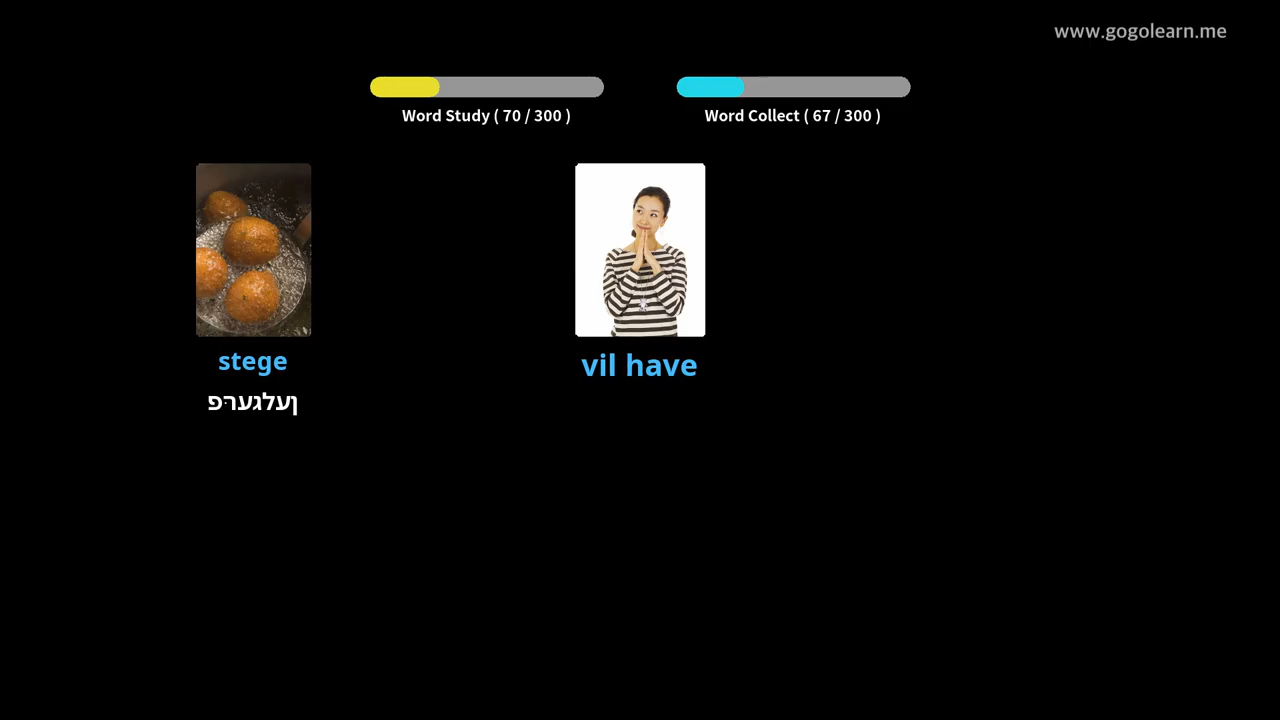 www.gogolearn.me
Word Study ( 70 / 300 )
Word Collect ( 67 / 300 )
stege
פּרעגלען
vil have